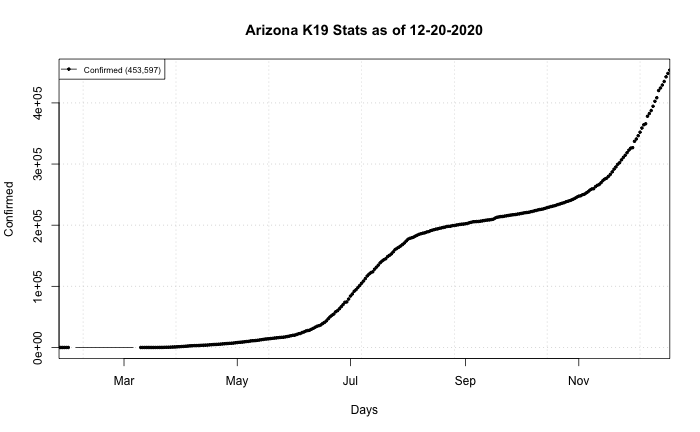 Arizona K19 Stats as of 12-20-2020
Confirmed (453,597)
Confirmed
4e+05
3e+05
2e+05
1e+05
0e+00
Mar May Jul Sep Nov
Days